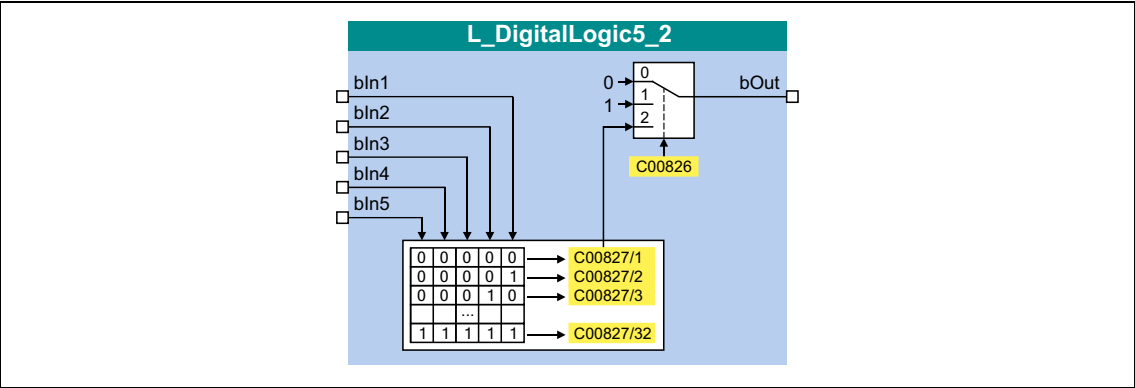 L_DigitalLogic5_2
bIn1
bIn2
bIn3
bIn4
bIn5
0 0
1 1
2
bOut
C00826
0 0 0 0 0 C00827/1
0 0 0 0 1 C00827/2
0 0 0 1 0 C00827/3
...
1 1 1 1 1 C00827/32